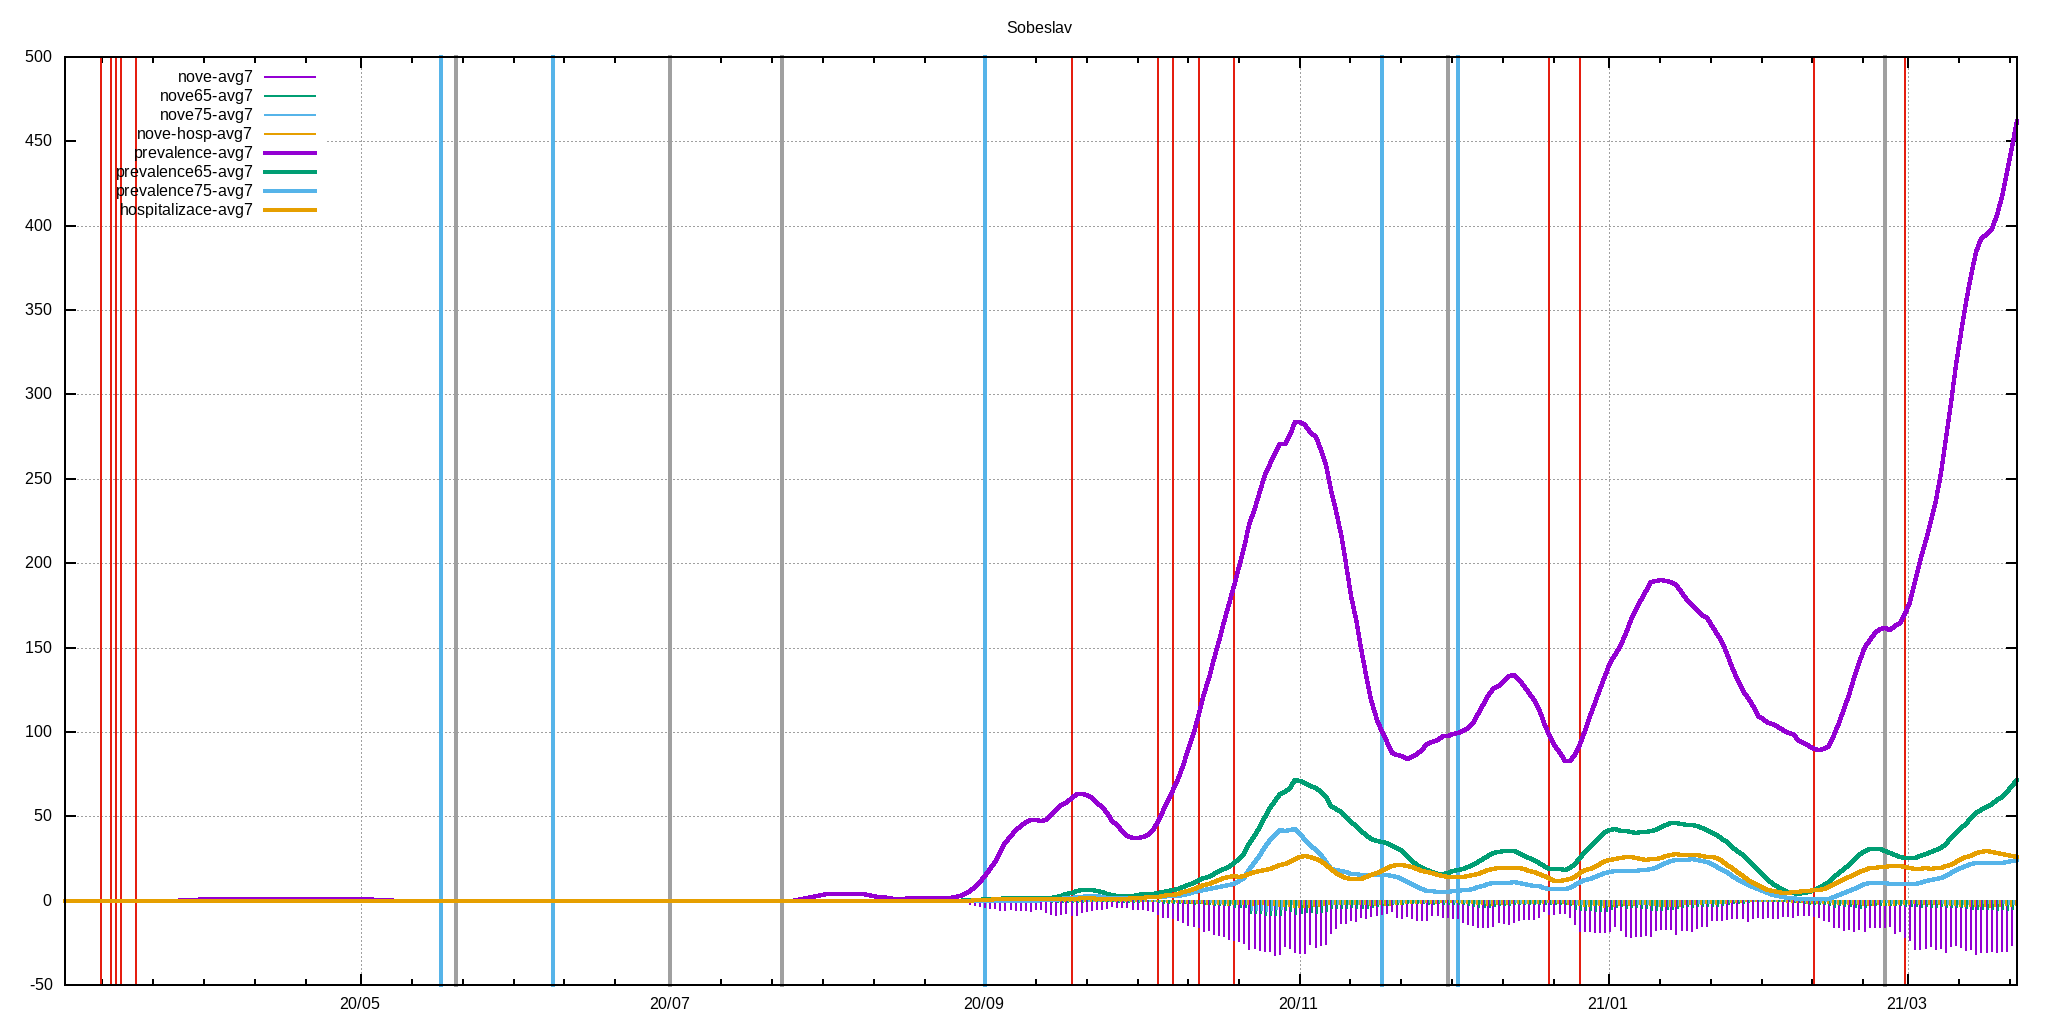 Sobeslav
500
450
400
350
300
250
200
150
100
50
0
-50
nove-avg7
nove65-avg7
nove75-avg7
nove-hosp-avg7
prevalence-avg7
prevalence65-avg7
prevalence75-avg7
hospitalizace-avg7
20/05 20/07 20/09 20/11 21/01 21/03